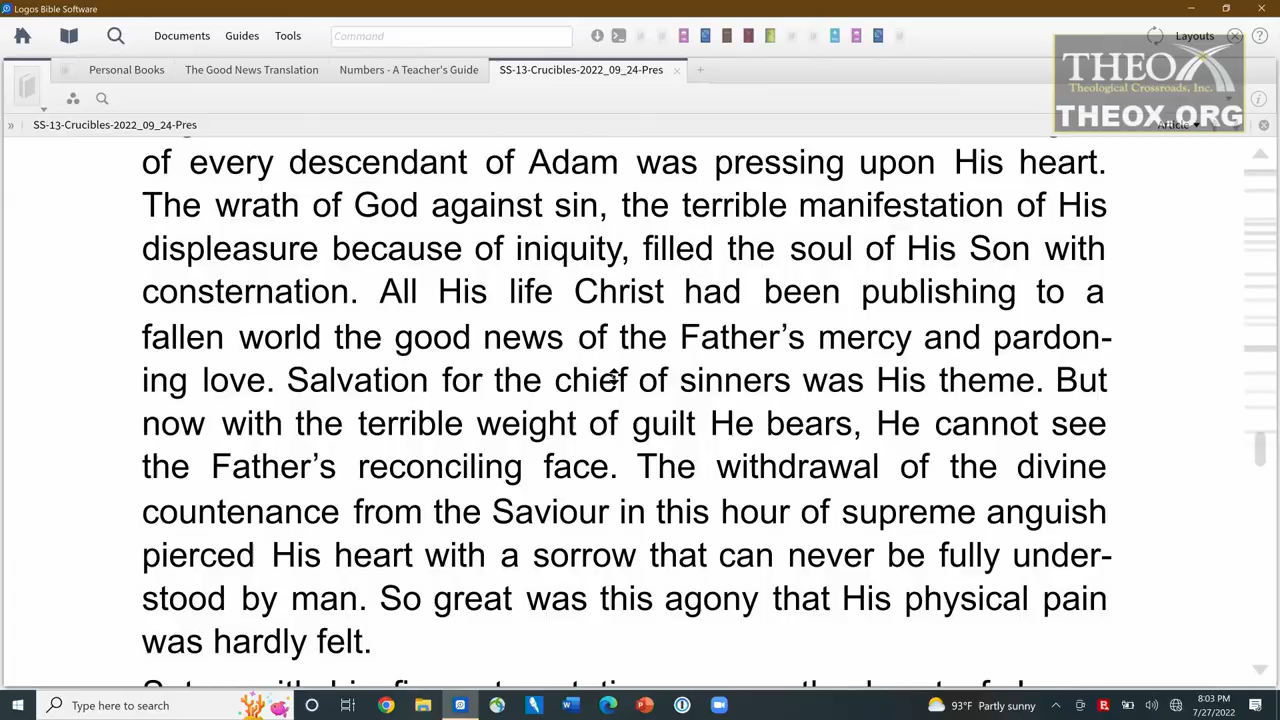 Logos Bible Software
Documents Guides Tools Command Layouts
THEOX
Theological Crossroads, Inc.
THEOX.ORG
Personal Books The Good News Translation Numbers - A Teacher's Guide SS-13-Crucibles-2022_09_24-Pres
SS-13-Crucibles-2022_09_24-Pres Article
of every descendant of Adam was pressing upon His heart.
The wrath of God against sin, the terrible manifestation of His
displeasure because of iniquity, filled the soul of His Son with
consternation. All His life Christ had been publishing to a
fallen world the good news of the Father’s mercy and pardon-
ing love. Salvation for the chief of sinners was His theme. But
now with the terrible weight of guilt He bears, He cannot see
the Father’s reconciling face. The withdrawal of the divine
countenance from the Saviour in this hour of supreme anguish
pierced His heart with a sorrow that can never be fully under-
stood by man. So great was this agony that His physical pain
was hardly felt.
Type here to search
93°F Partly sunny
8:03 PM
7/27/2022